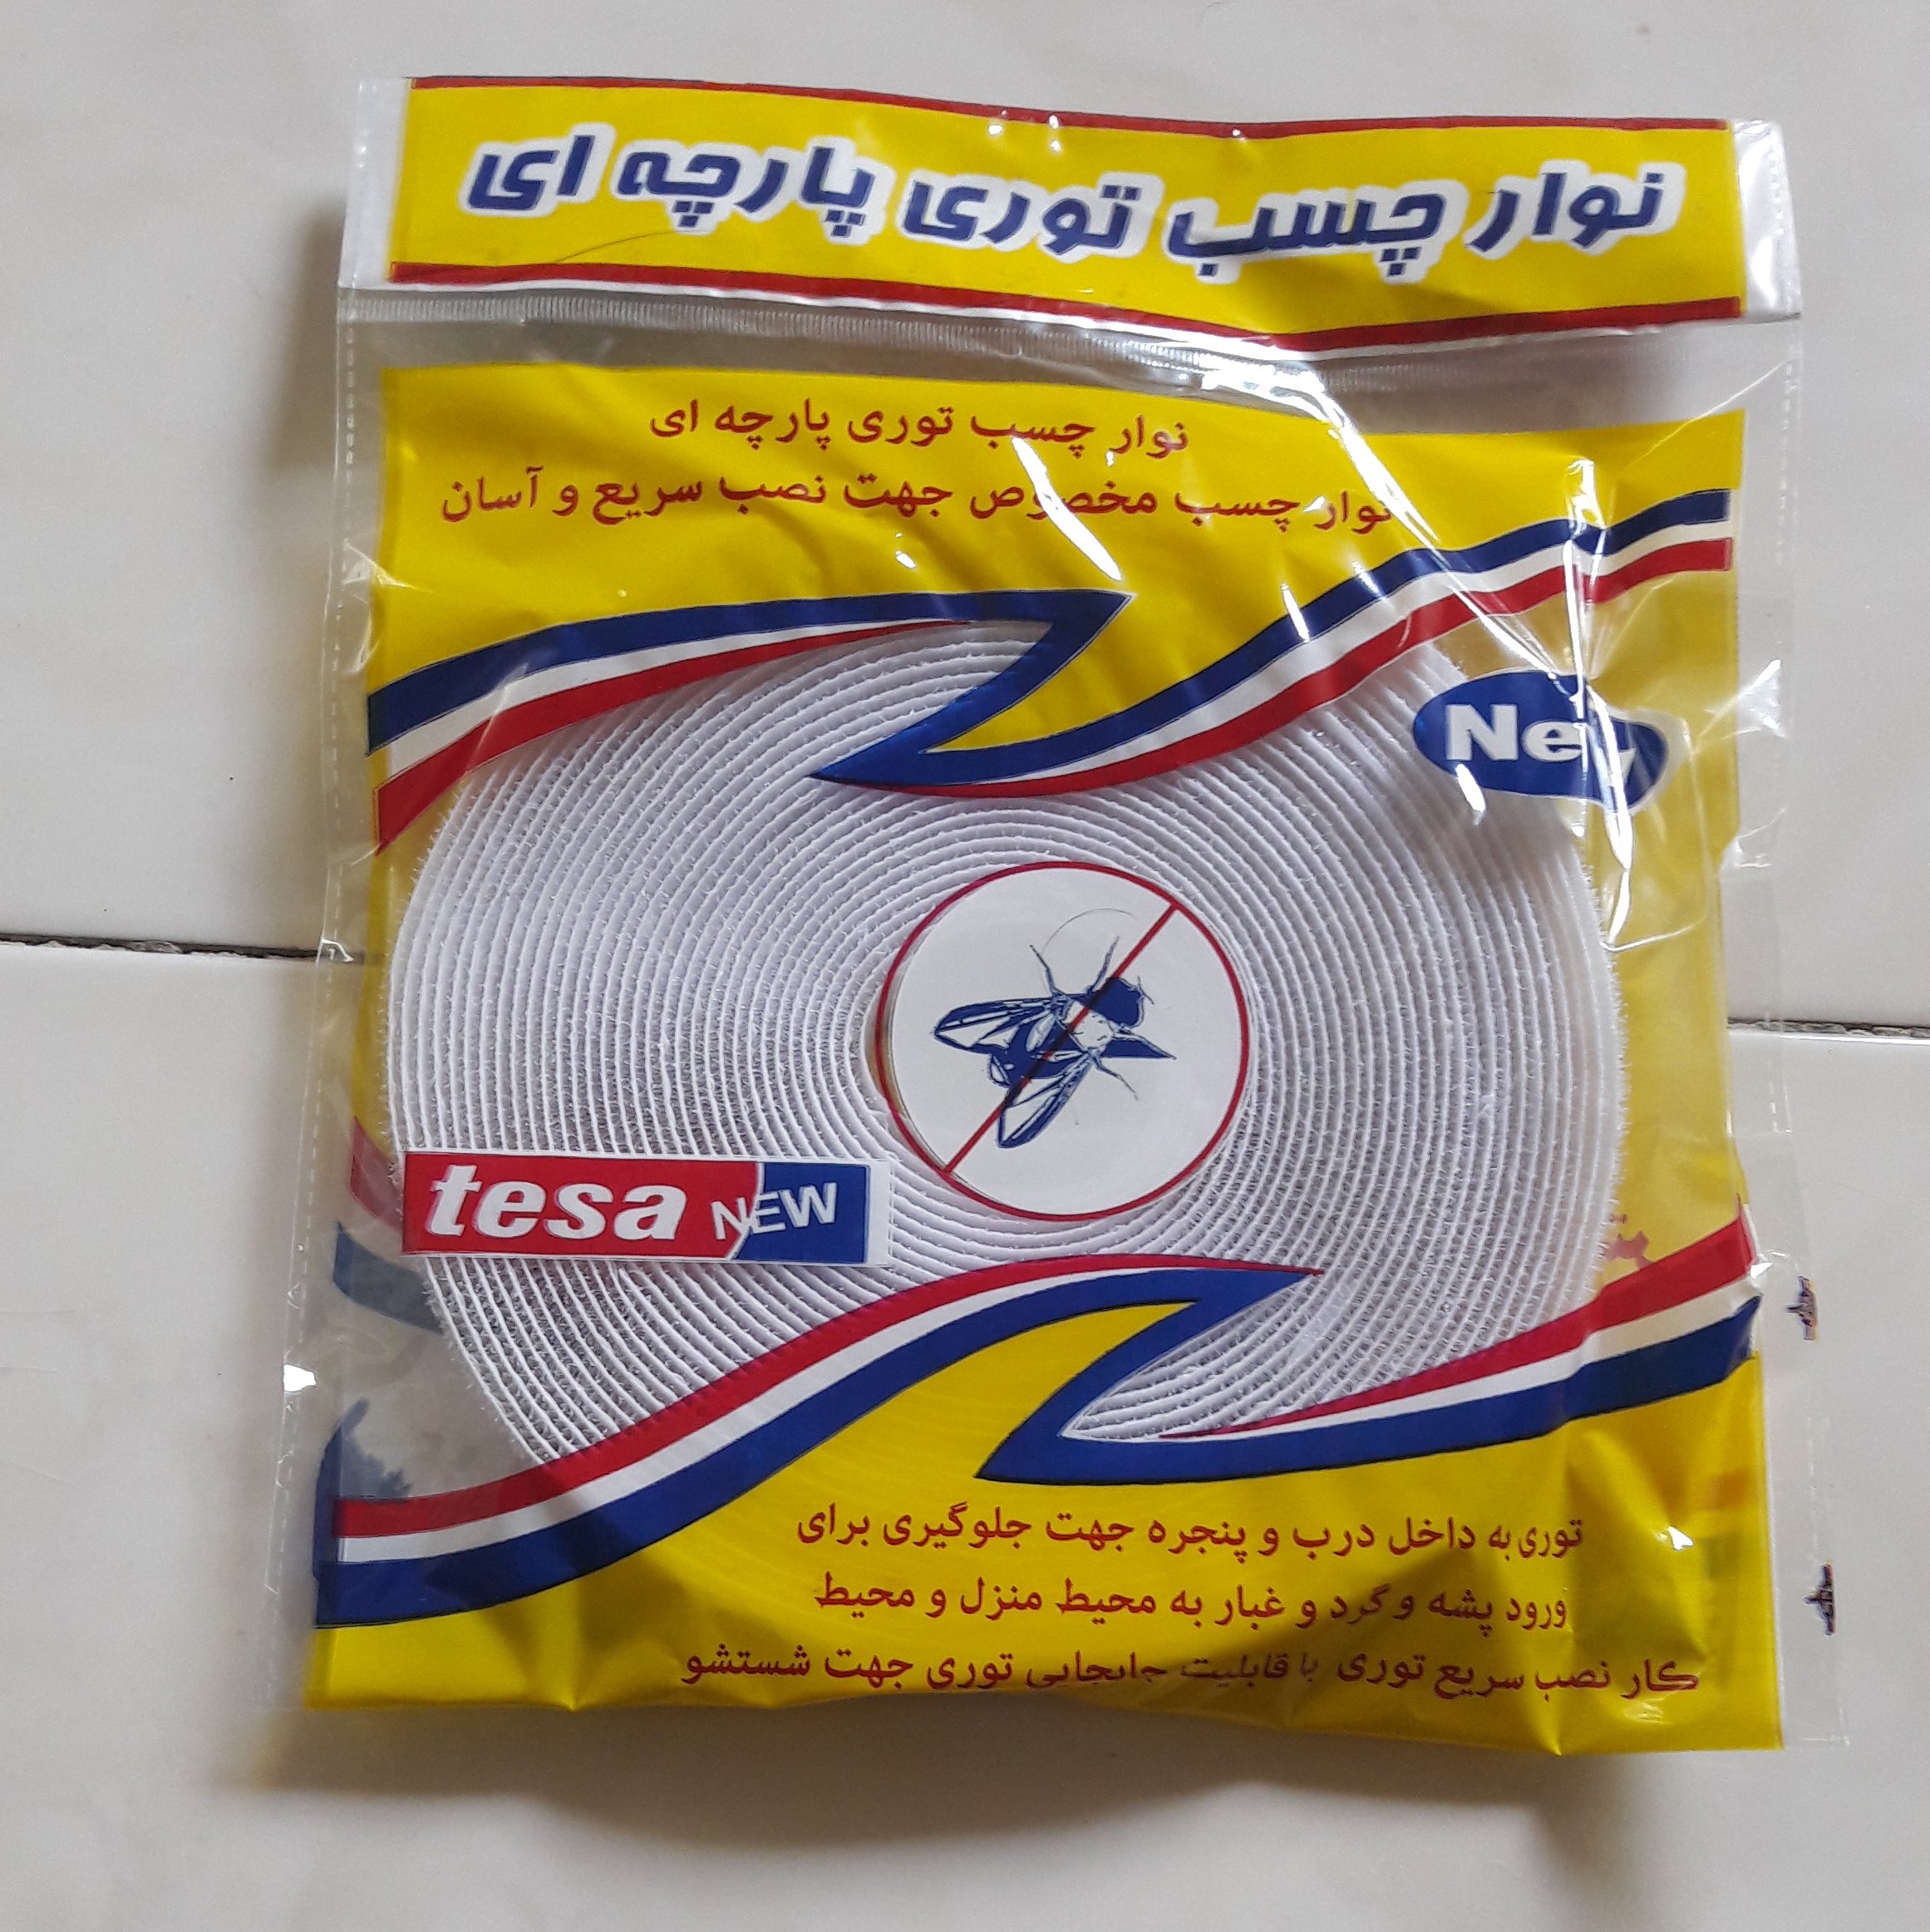 نوار چسب توری پارچه ای
نوار چسب توری پارچه ای
نوار چسب مخصوص جهت نصب سریع و آسان
New
tesa NEW
توری به داخل درب و پنجره جهت جلوگیری برای
ورود پشه و گرد و غبار به محیط منزل و محیط
کار نصب سریع توری با قابلیت جابجایی توری جهت شستشو